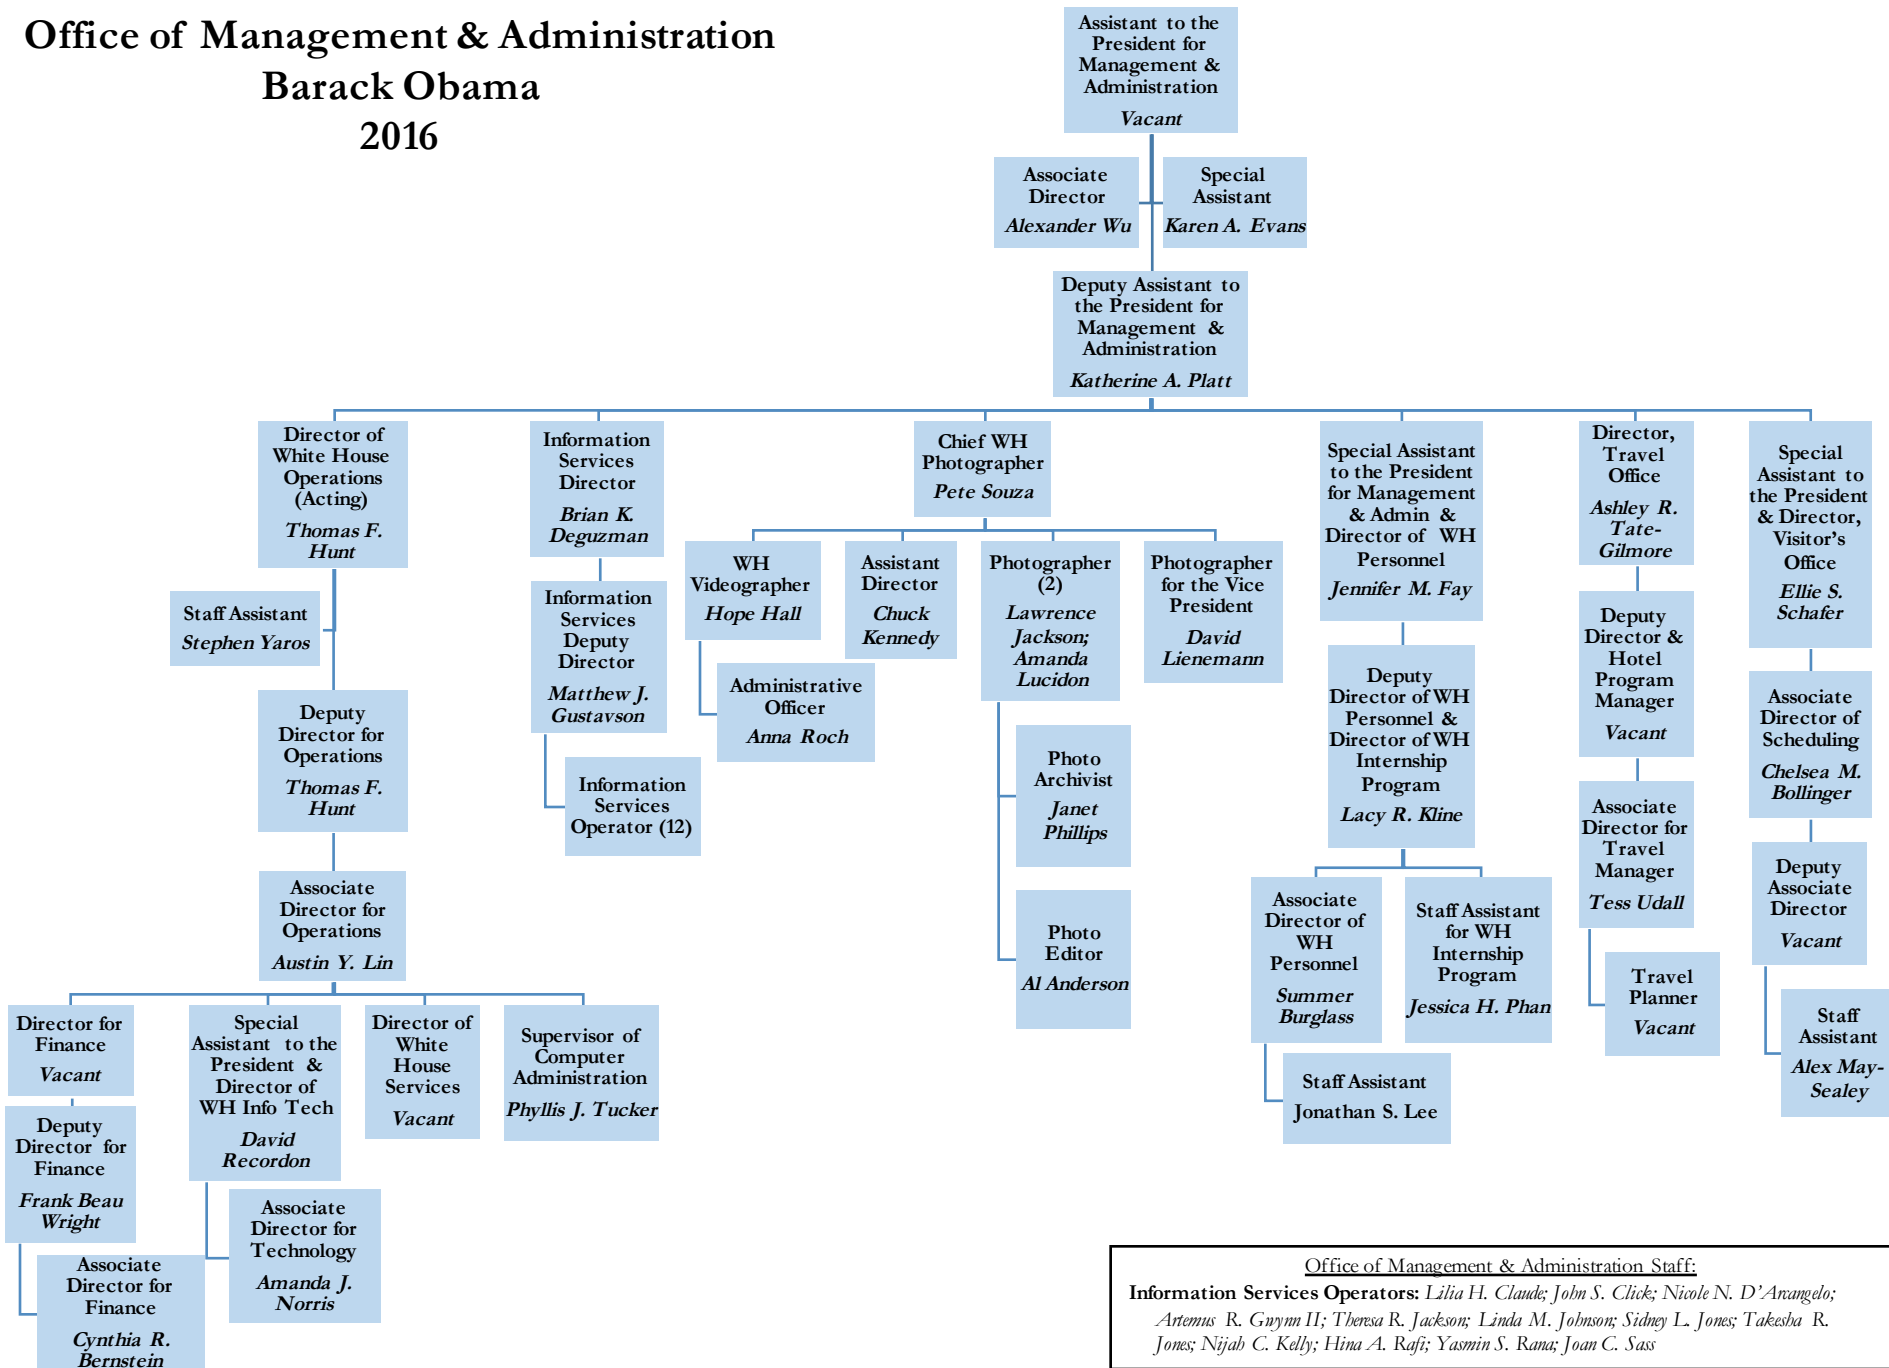 Office of Management & Administration
Barack Obama
2016
Assistant to the
President for
Management &
Administration
Vacant
Associate
Director
Alexander Wu
Special
Assistant
Karen A. Evans
Deputy Assistant to
the President for
Management &
Administration
Katherine A. Platt
Director of
White House
Operations
(Acting)
Thomas F.
Hunt
Staff Assistant
Stephen Yaros
Deputy
Director for
Operations
Thomas F.
Hunt
Associate
Director for
Operations
Austin Y. Lin
Director for
Finance
Vacant
Deputy
Director for
Finance
Frank Beau
Wright
Associate
Director for
Finance
Cynthia R.
Bernstein
Special
Assistant to the
President &
Director of
WH Info Tech
David
Recordon
Associate
Director for
Technology
Amanda J.
Norris
Director of
White
House
Services
Vacant
Supervisor of
Computer
Administration
Phyllis J. Tucker
Information
Services
Director
Brian K.
Deguzman
Information
Services
Deputy
Director
Matthew J.
Gustavson
Information
Services
Operator (12)
Chief WH
Photographer
Pete Souza
WH
Videographer
Hope Hall
Administrative
Officer
Anna Roch
Assistant
Director
Chuck
Kennedy
Photographer
(2)
Lawrence
Jackson;
Amanda
Lucidon
Photo
Archivist
Janet
Phillips
Photo
Editor
Al Anderson
Photographer
for the Vice
President
David
Lienemann
Special Assistant
to the President
for Management
& Admin &
Director of WH
Personnel
Jennifer M. Fay
Deputy
Director of WH
Personnel &
Director of WH
Internship
Program
Lacy R. Kline
Associate
Director of
WH
Personnel
Summer
Burglass
Staff Assistant
Jonathan S. Lee
Staff Assistant
for WH
Internship
Program
Jessica H. Phan
Director,
Travel
Office
Ashley R.
Tate-
Gilmore
Deputy
Director &
Hotel
Program
Manager
Vacant
Associate
Director for
Travel
Manager
Tess Udall
Travel
Planner
Vacant
Special
Assistant to
the President
& Director,
Visitor's
Office
Ellie S.
Schafer
Associate
Director of
Scheduling
Chelsea M.
Bollinger
Deputy
Associate
Director
Vacant
Staff
Assistant
Alex May-
Sealey
Office of Management & Administration Staff:
Information Services Operators: Lilia H. Claude; John S. Click; Nicole N. D'Arcangelo;
Artemus R. Gwynn II; Theresa R. Jackson; Linda M. Johnson; Sidney L. Jones; Takesha R.
Jones; Nijah C. Kelly; Hina A. Rafi; Yasmin S. Rana; Joan C. Sass